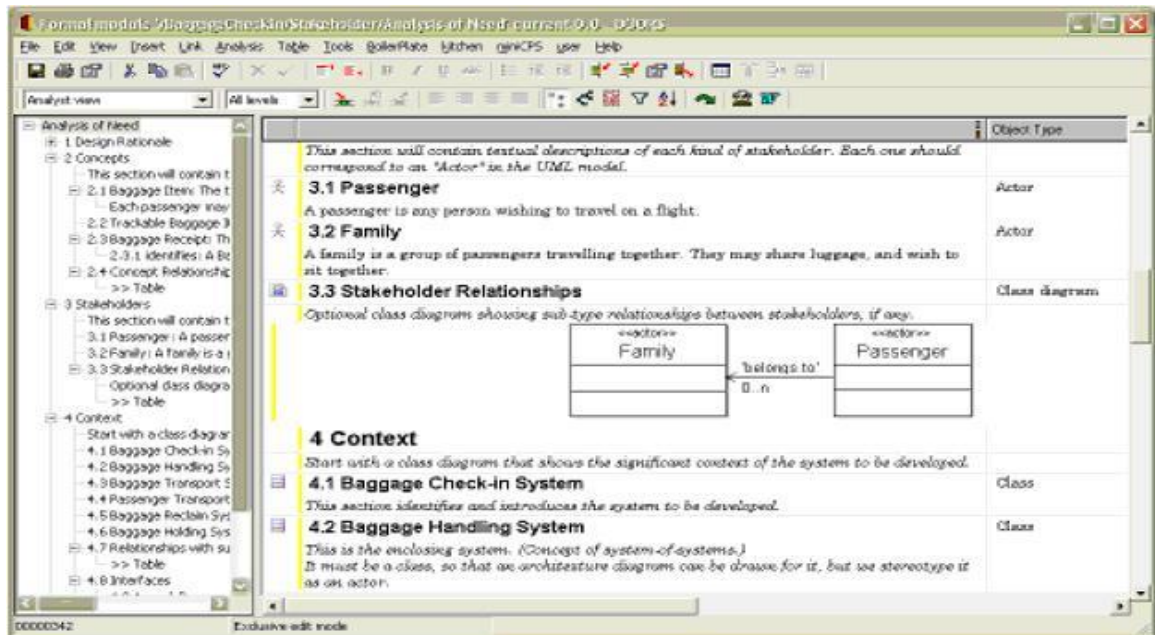 Formal module '/BaggageCheckin/Stakeholder/Analysis of Need' current 0.0 - DOORS
File Edit View Insert Link Analysis Table Tools BoilerPlate kitchen miniCPS user Help
Analyst view All levels
Analysis of Need
1 Design Rationale
2 Concepts
This section will contain t
2.1 Baggage Item: The t
Each passenger may
2.2 Trackable Baggage I
2.3 Baggage Receipt: Th
2.3.1 identifies: A Ba
2.4 Concept Relationship
>> Table
3 Stakeholders
This section will contain t
3.1 Passenger: A passen
3.2 Family: A family is a
3.3 Stakeholder Relation
Optional class diagra
>> Table
4 Context
Start with a class diagrar
4.1 Baggage Check-in Sy
4.2 Baggage Handling Sy
4.3 Baggage Transport S
4.4 Passenger Transport
4.5 Baggage Reclaim Sys
4.6 Baggage Holding Sys
4.7 Relationships with su
>> Table
4.8 Interfaces
Object Type
This section will contain textual descriptions of each kind of stakeholder. Each one should
correspond to an "Actor" in the UML model.
3.1 Passenger Actor
A passenger is any person wishing to travel on a flight.
3.2 Family Actor
A family is a group of passengers travelling together. They may share luggage, and wish to
sit together.
3.3 Stakeholder Relationships Class diagram
Optional class diagram showing sub-type relationships between stakeholders, if any.
<<actor>> <<actor>>
Family Passenger
'belongs to'
0..n
4 Context
Start with a class diagram that shows the significant context of the system to be developed.
4.1 Baggage Check-in System Class
This section identifies and introduces the system to be developed.
4.2 Baggage Handling System Class
This is the enclosing system. (Concept of system-of-systems.)
It must be a class, so that an architecture diagram can be drawn for it, but we stereotype it
as an actor.
00000342 Exclusive edit mode